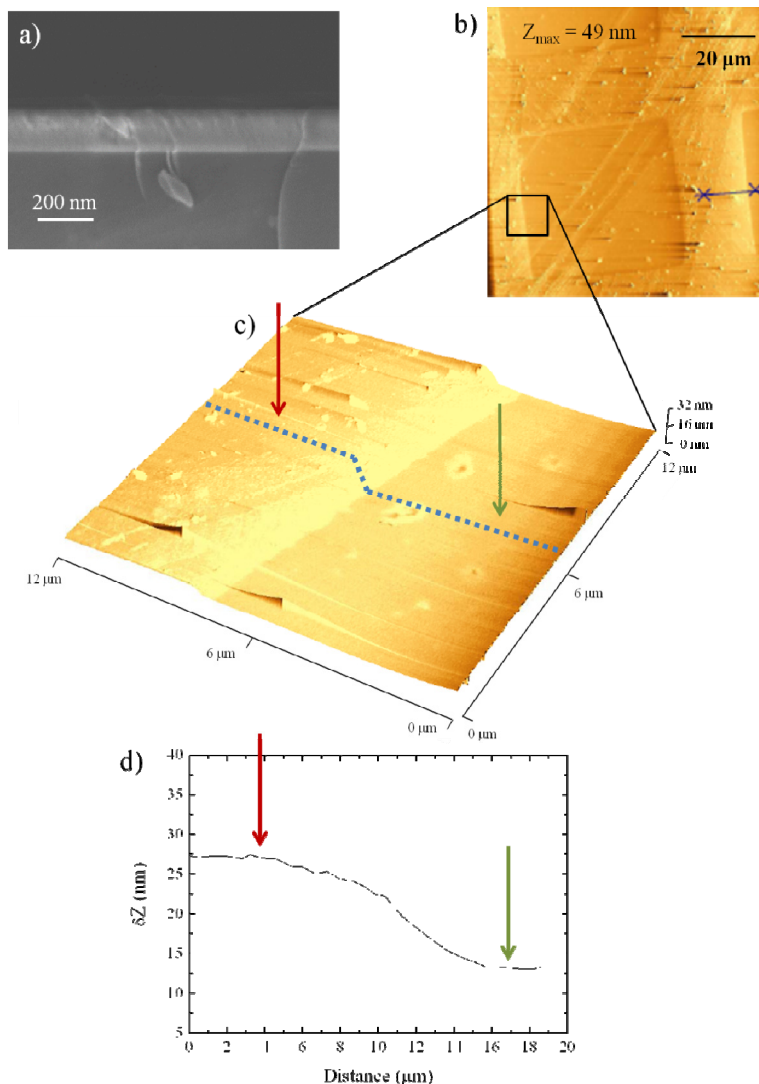 a)
200 nm
b)
Zmax = 49 nm
20 µm
c)
32 nm
16 nm
0 nm
12 µm
6 µm
0 µm
12 µm
6 µm
0 µm
d)
40
35
30
25
20
15
10
5
δZ (nm)
0 2 4 6 8 10 12 14 16 18 20
Distance (µm)